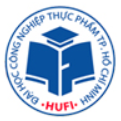 ĐẠI HỌC CÔNG NGHIỆP THỰC PHẨM TP. HỒ CHÍ MINH
• HUFI •